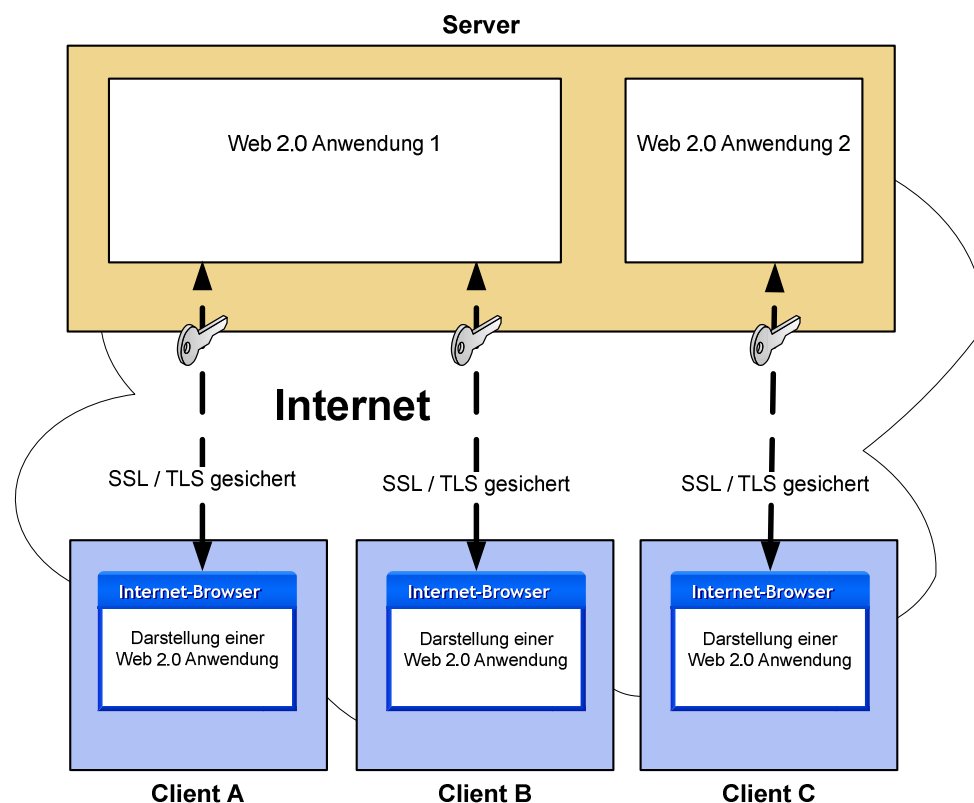 Server
Web 2.0 Anwendung 1
Web 2.0 Anwendung 2
Internet
SSL / TLS gesichert
SSL / TLS gesichert
SSL / TLS gesichert
Internet-Browser
Darstellung einer
Web 2.0 Anwendung
Internet-Browser
Darstellung einer
Web 2.0 Anwendung
Internet-Browser
Darstellung einer
Web 2.0 Anwendung
Client A
Client B
Client C